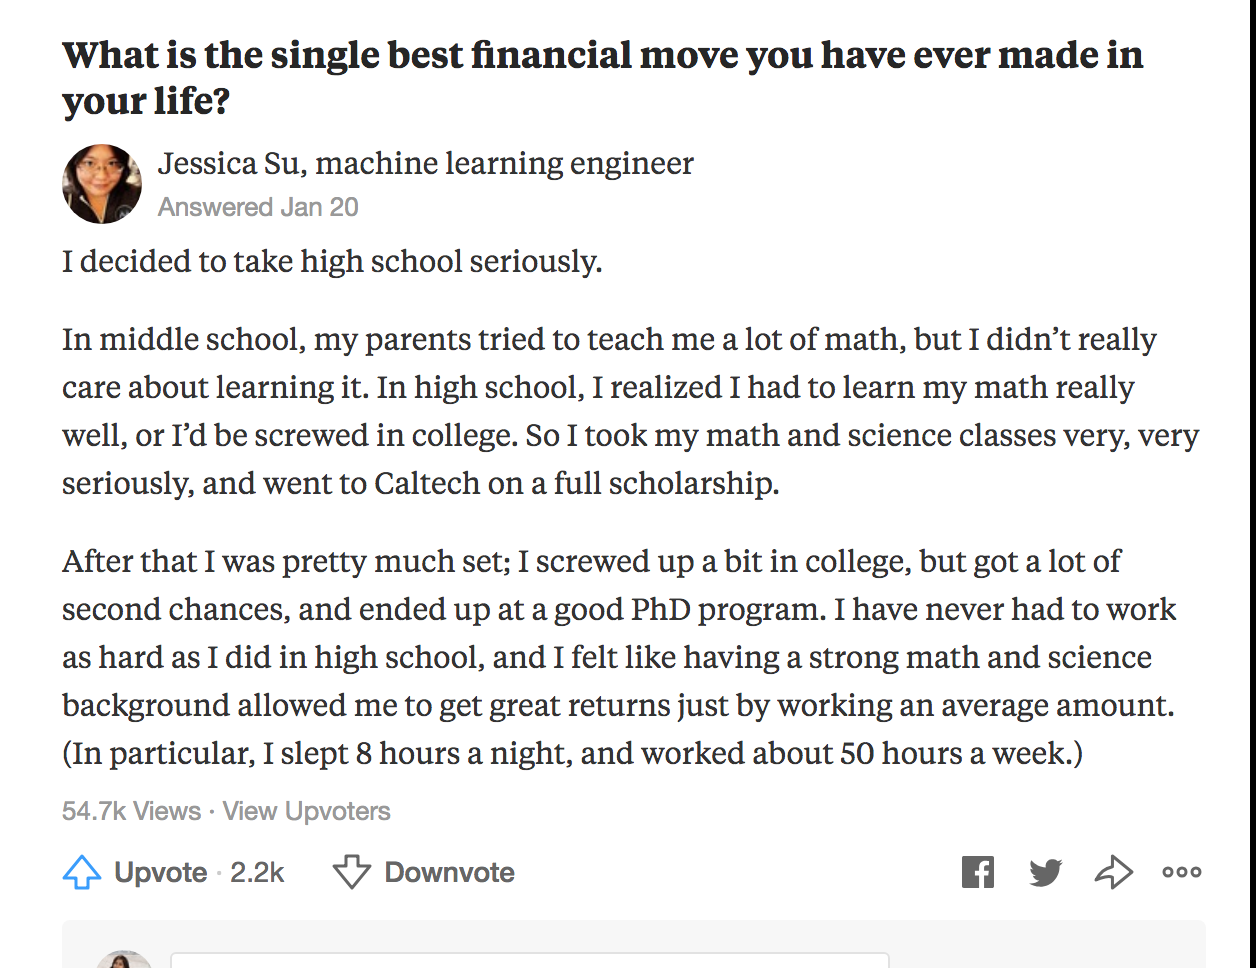 What is the single best financial move you have ever made in
your life?
Jessica Su, machine learning engineer
Answered Jan 20
I decided to take high school seriously.
In middle school, my parents tried to teach me a lot of math, but I didn’t really
care about learning it. In high school, I realized I had to learn my math really
well, or I’d be screwed in college. So I took my math and science classes very, very
seriously, and went to Caltech on a full scholarship.
After that I was pretty much set; I screwed up a bit in college, but got a lot of
second chances, and ended up at a good PhD program. I have never had to work
as hard as I did in high school, and I felt like having a strong math and science
background allowed me to get great returns just by working an average amount.
(In particular, I slept 8 hours a night, and worked about 50 hours a week.)
54.7k Views · View Upvoters
Upvote · 2.2k Downvote